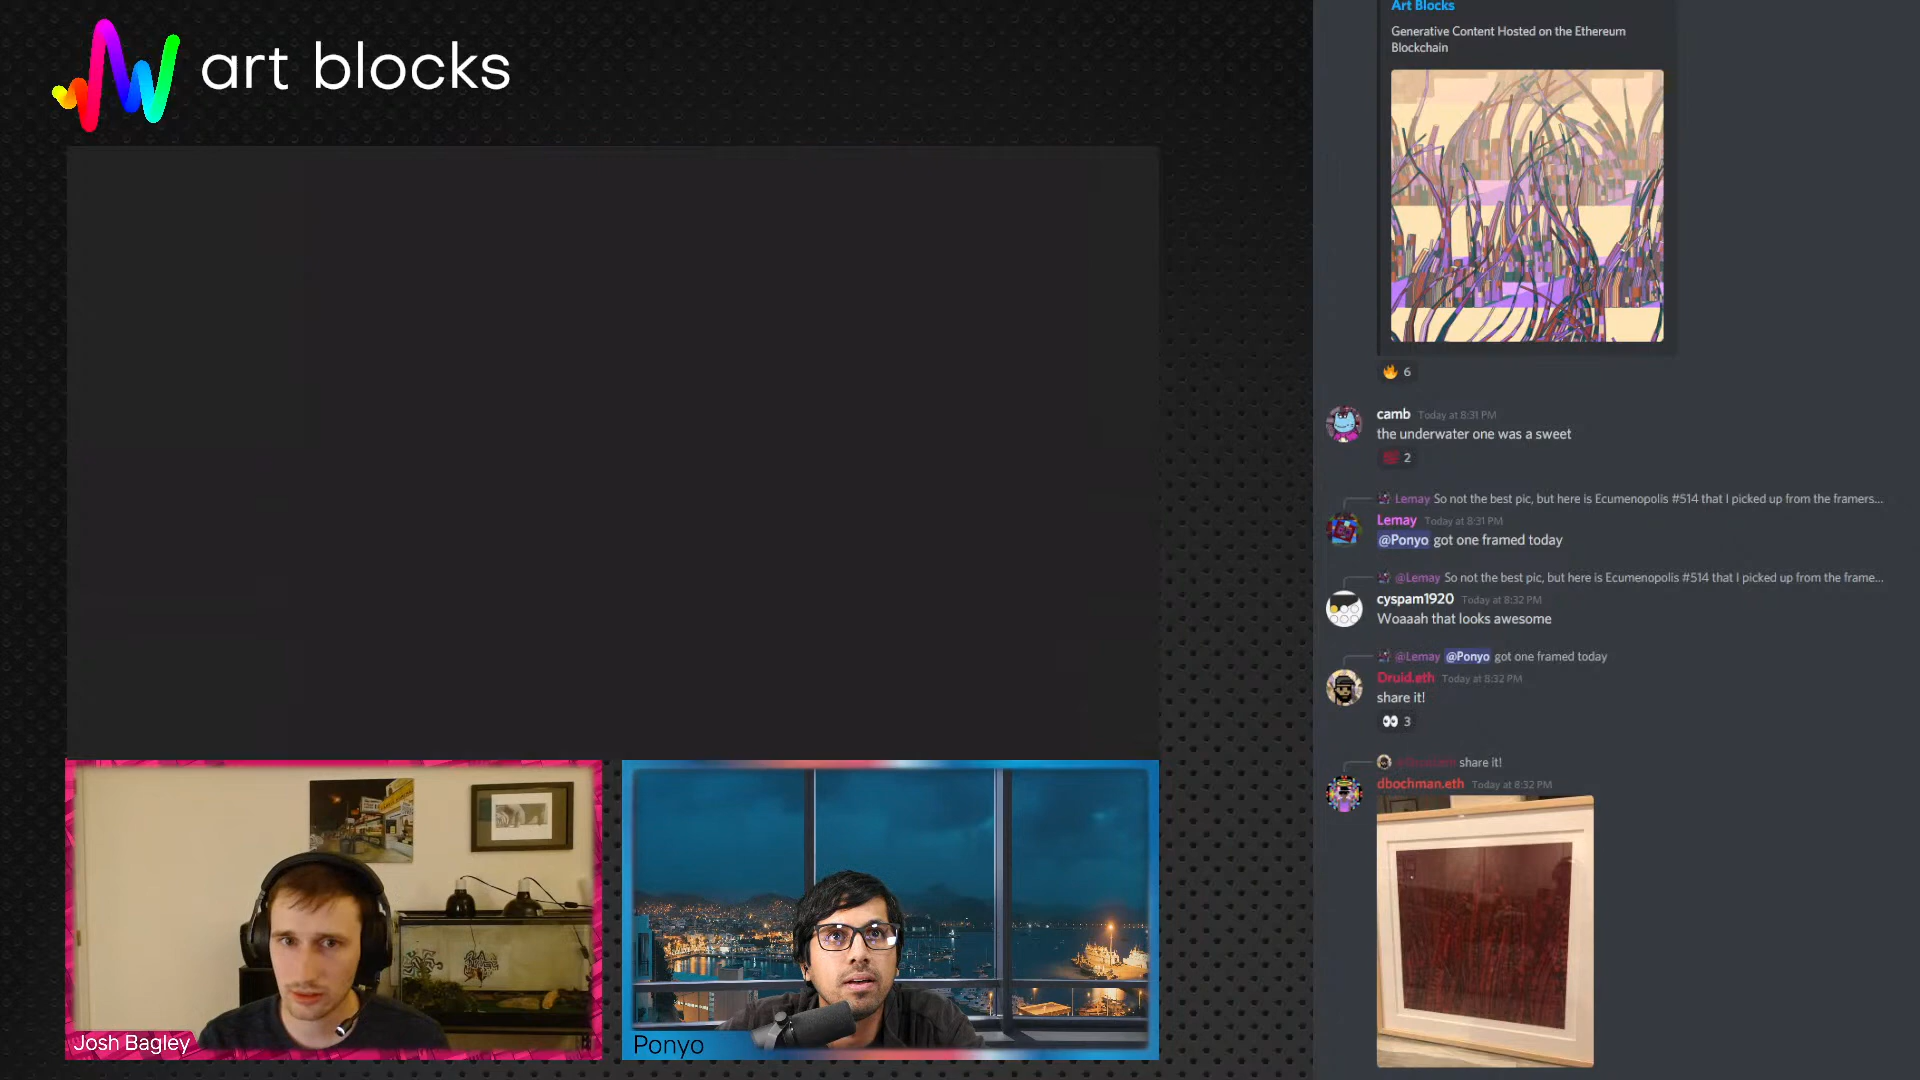 art blocks
Art Blocks
Generative Content Hosted on the Ethereum
Blockchain
6
camb Today at 8:31 PM
the underwater one was a sweet
2
Lemay So not the best pic, but here is Ecumenopolis #514 that I picked up from the framers...
Lemay Today at 8:31 PM
@Ponyo got one framed today
@Lemay So not the best pic, but here is Ecumenopolis #514 that I picked up from the frame...
cyspam1920 Today at 8:32 PM
Woaaah that looks awesome
@Lemay @Ponyo got one framed today
Druid.eth Today at 8:32 PM
share it!
3
share it!
dbochman.eth Today at 8:32 PM
Josh Bagley
Ponyo